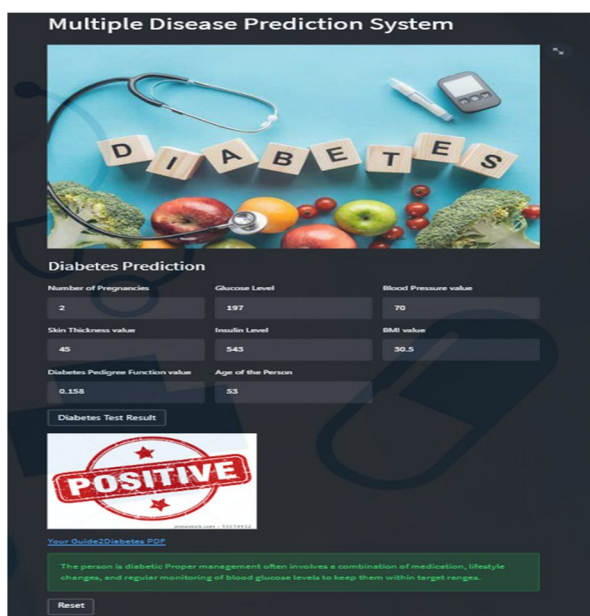 Multiple Disease Prediction System
DIABETES
Diabetes Prediction
Number of Pregnancies Glucose Level Blood Pressure value
2 197 70
Skin Thickness value Insulin Level BMI value
45 543 30.5
Diabetes Pedigree Function value Age of the Person
0.158 53
Diabetes Test Result
POSITIVE
Your Guide2Diabetes PDF
The person is diabetic Proper management often involves a combination of medication, lifestyle
changes, and regular monitoring of blood glucose levels to keep them within target ranges.
Reset